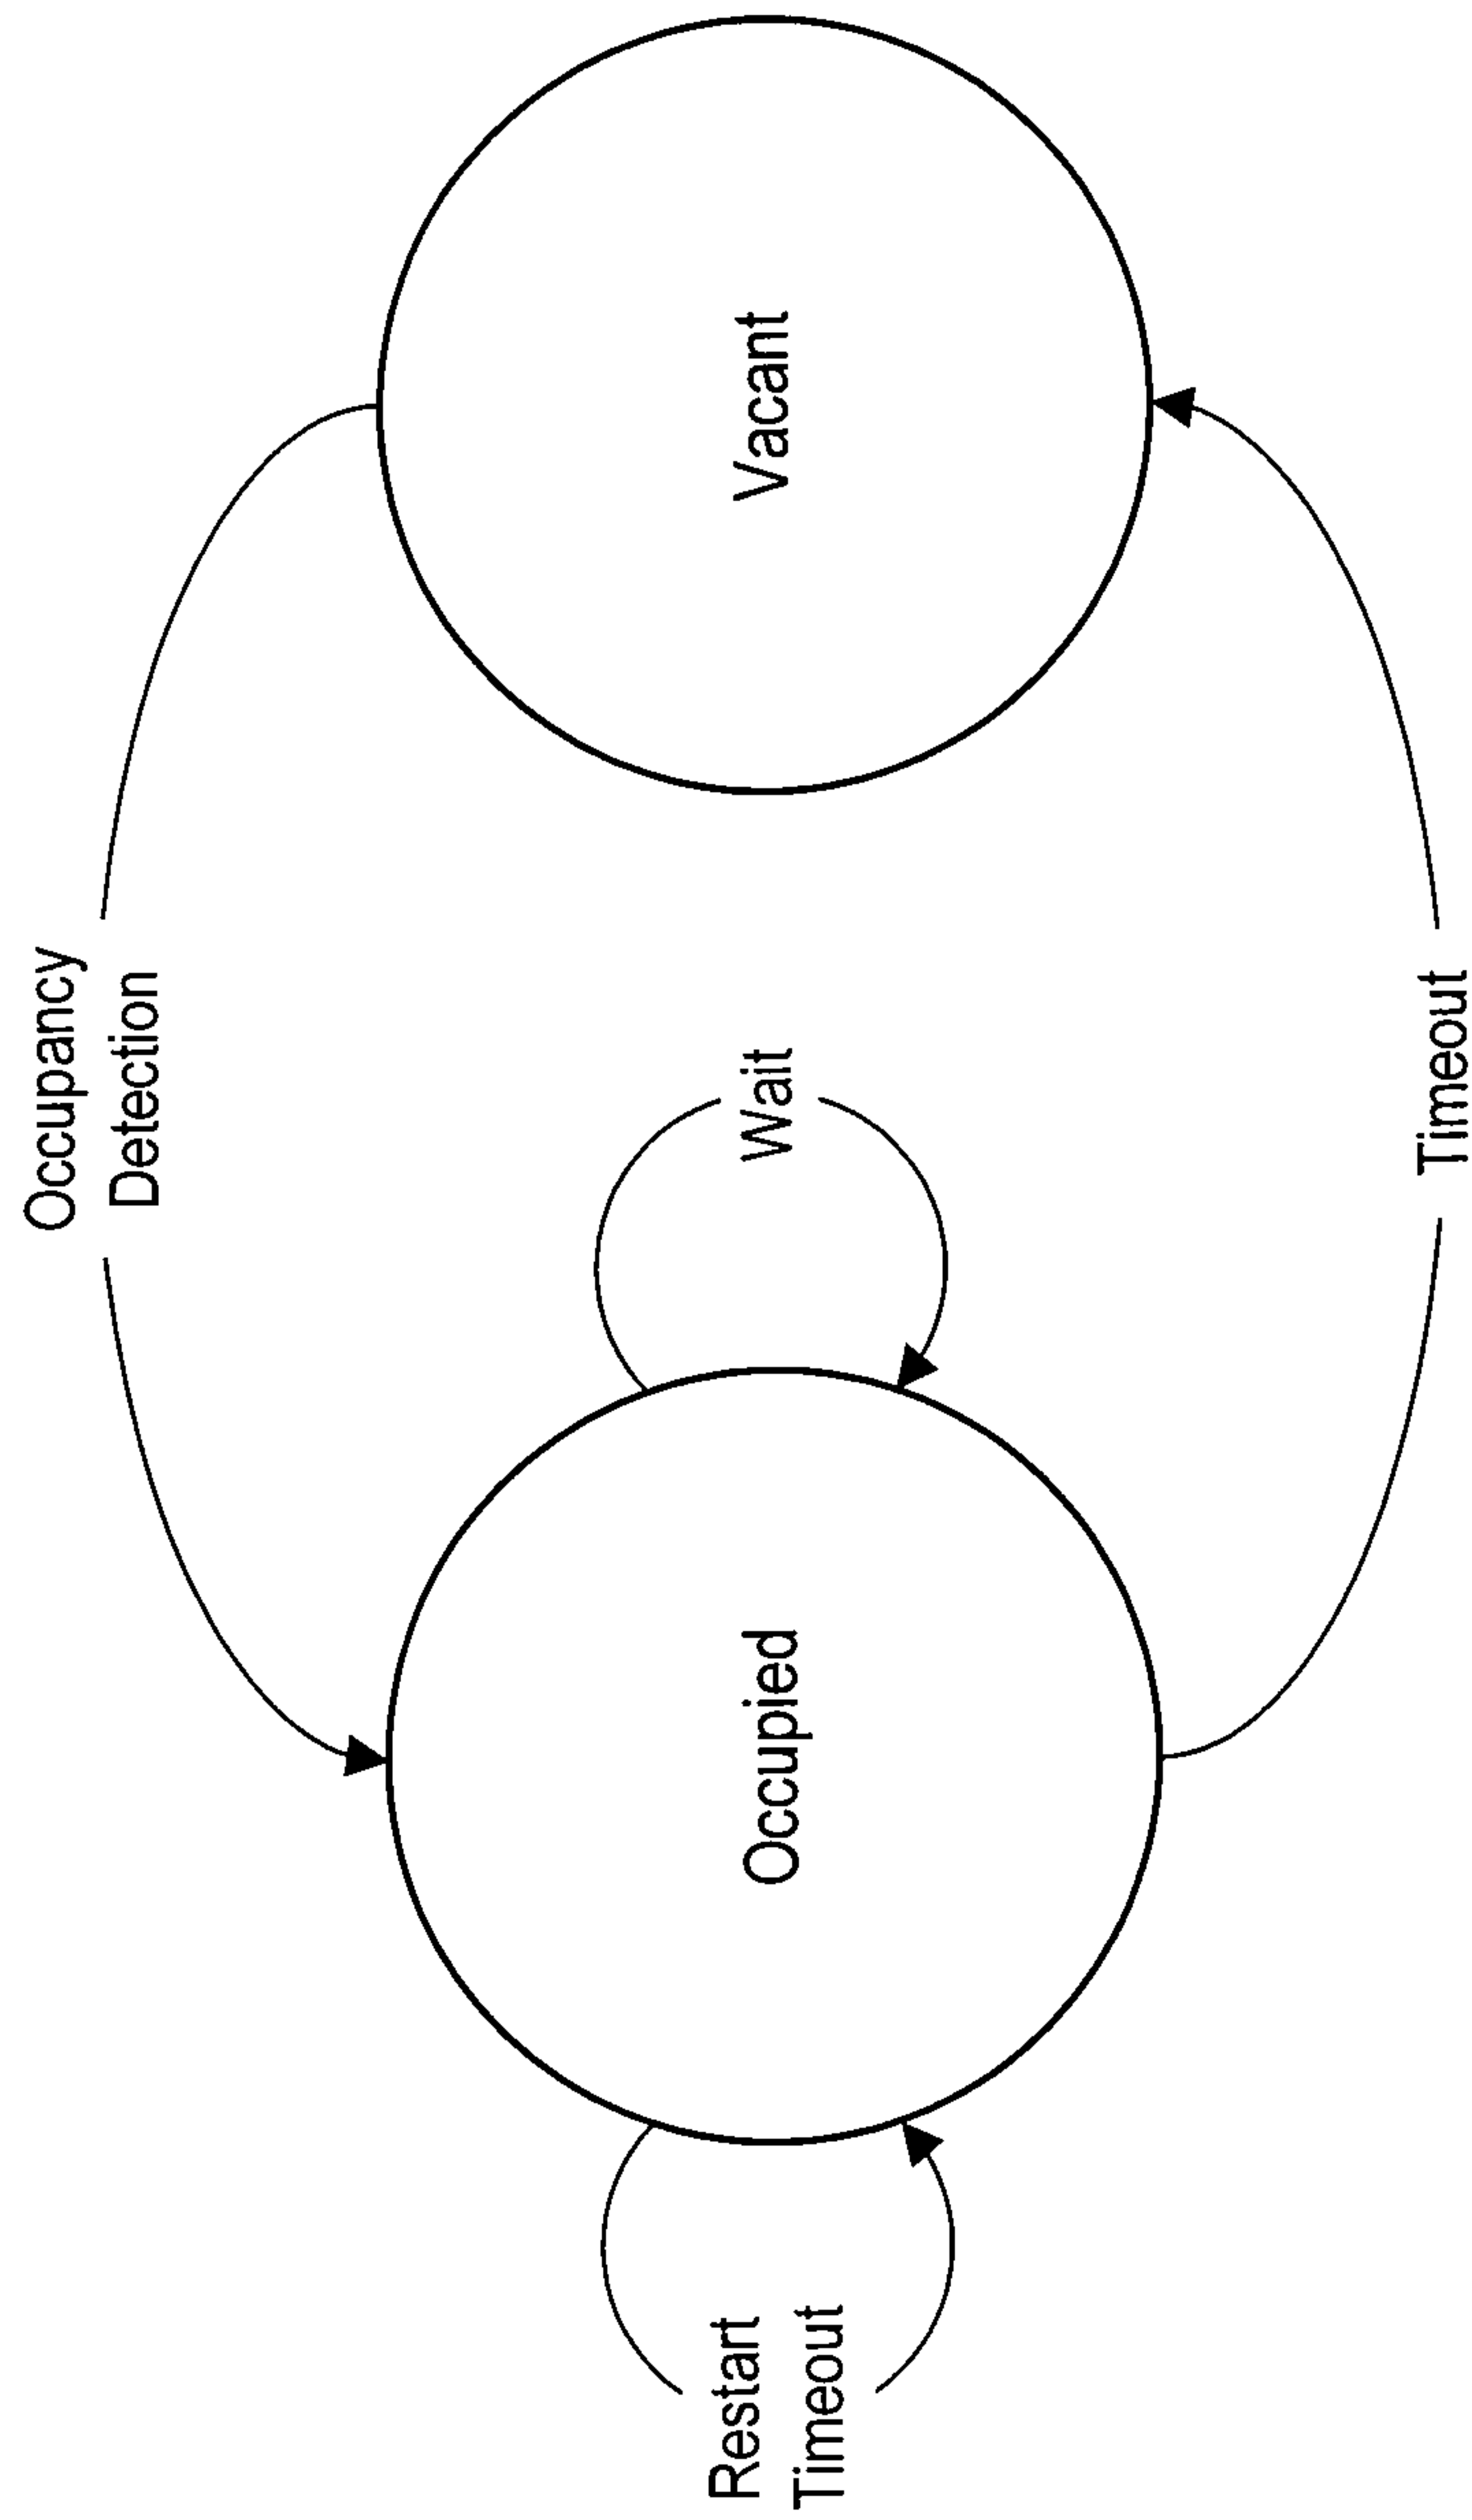 Occupancy
Detection
Restart
Timeout
Occupied
Wait
Vacant
Timeout